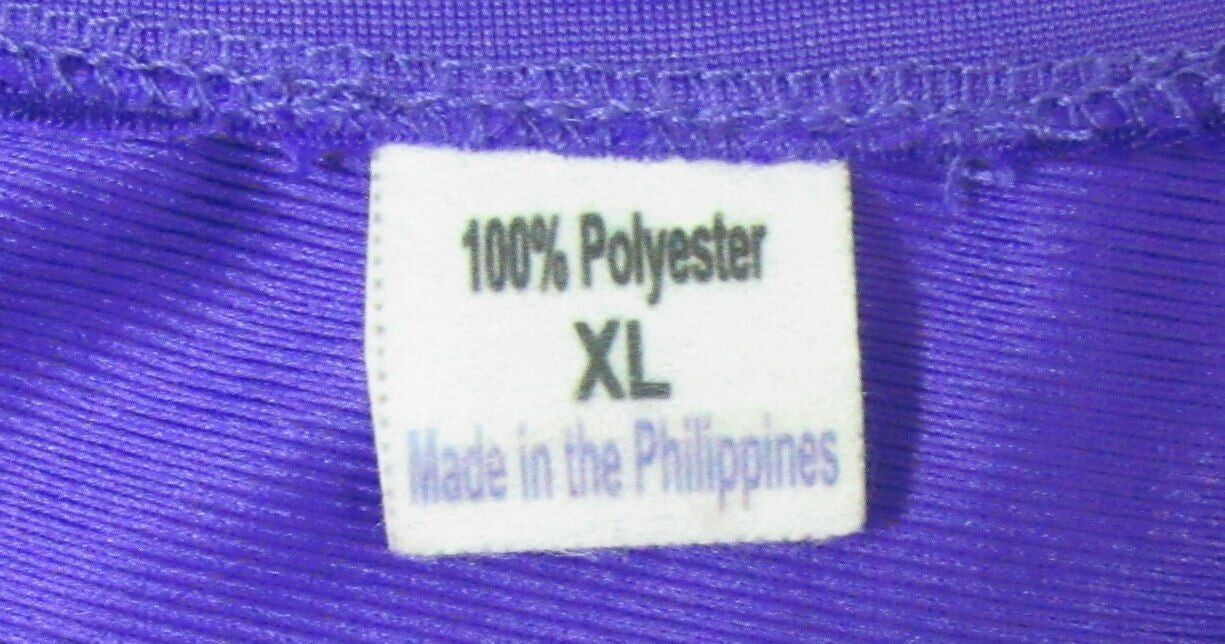 100% Polyester
XL
Made in the Philippines